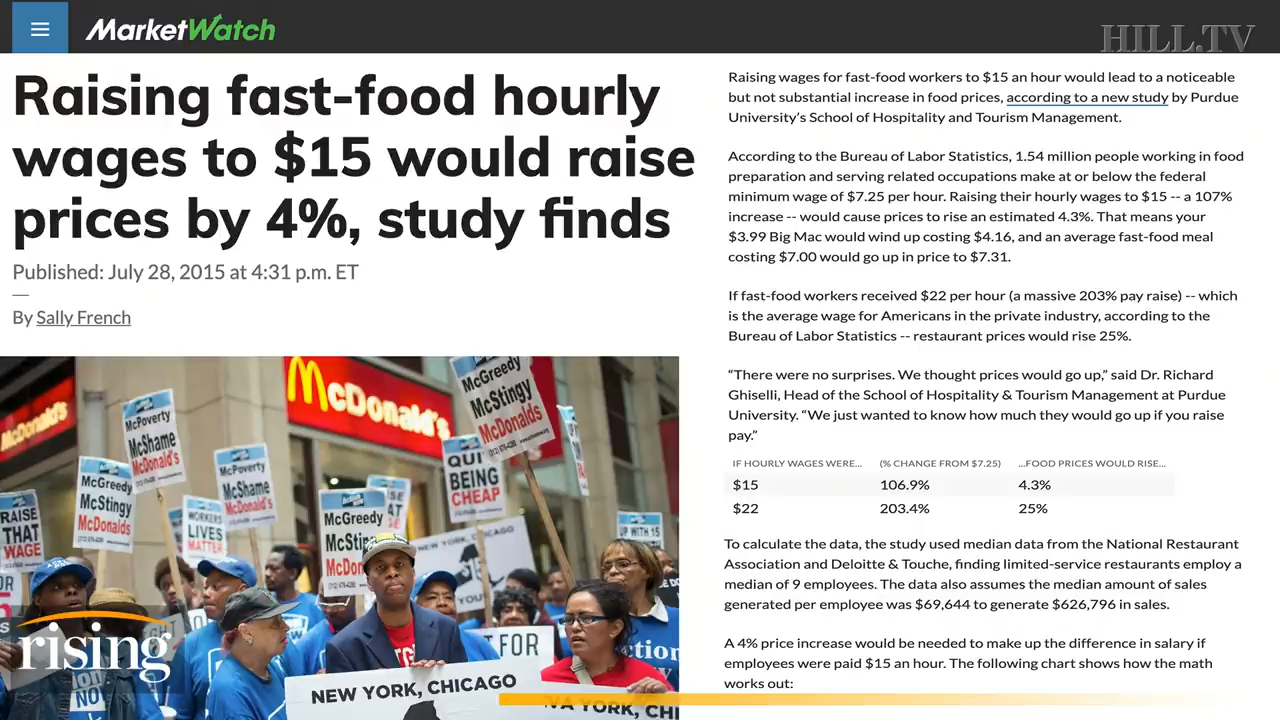 MarketWatch
HILL.TV
Raising fast-food hourly
wages to $15 would raise
prices by 4%, study finds
Published: July 28, 2015 at 4:31 p.m. ET
By Sally French
McDonald's
McDonald's
McGreedy
McStingy
McDonalds
McPoverty
McShame
McDonald's
McPoverty
McShame
McDonald's
McGreedy
McStingy
McDonalds
QUIT
BEING
CHEAP
RAISE
THAT
WAGE
WORKERS
LIVES
MATTER
McGreedy
UP WITH 15
NEW YORK
FOR
NEW YORK, CHICAGO
YORK, CHI
rising
Raising wages for fast-food workers to $15 an hour would lead to a noticeable
but not substantial increase in food prices, according to a new study by Purdue
University's School of Hospitality and Tourism Management.
According to the Bureau of Labor Statistics, 1.54 million people working in food
preparation and serving related occupations make at or below the federal
minimum wage of $7.25 per hour. Raising their hourly wages to $15 -- a 107%
increase -- would cause prices to rise an estimated 4.3%. That means your
$3.99 Big Mac would wind up costing $4.16, and an average fast-food meal
costing $7.00 would go up in price to $7.31.
If fast-food workers received $22 per hour (a massive 203% pay raise) -- which
is the average wage for Americans in the private industry, according to the
Bureau of Labor Statistics -- restaurant prices would rise 25%.
“There were no surprises. We thought prices would go up,” said Dr. Richard
Ghiselli, Head of the School of Hospitality & Tourism Management at Purdue
University. “We just wanted to know how much they would go up if you raise
pay.”
IF HOURLY WAGES WERE... (% CHANGE FROM $7.25) ...FOOD PRICES WOULD RISE...
$15 106.9% 4.3%
$22 203.4% 25%
To calculate the data, the study used median data from the National Restaurant
Association and Deloitte & Touche, finding limited-service restaurants employ a
median of 9 employees. The data also assumes the median amount of sales
generated per employee was $69,644 to generate $626,796 in sales.
A 4% price increase would be needed to make up the difference in salary if
employees were paid $15 an hour. The following chart shows how the math
works out: